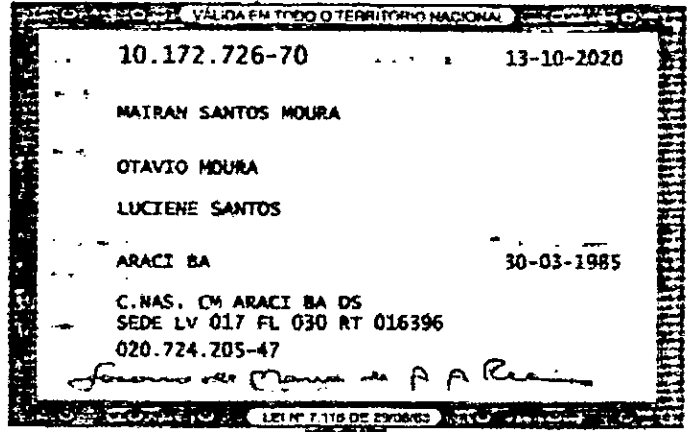 VÁLIDA EM TODO O TERRITÓRIO NACIONAL
10.172.726-70 13-10-2020
MAIRAN SANTOS MOURA
OTAVIO MOURA
LUCIENE SANTOS
ARACI BA 30-03-1985
C.NAS. CM ARACI BA DS
SEDE LV 017 FL 030 RT 016396
020.724.205-47
LEI Nº 7.116 DE 29/08/83